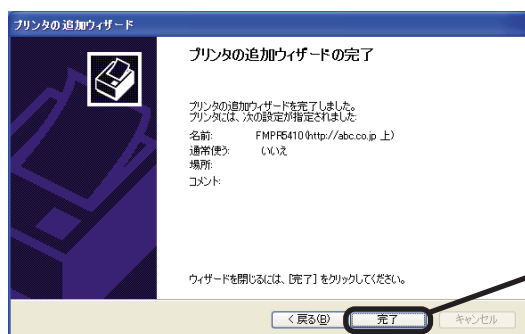 プリンタの追加ウィザード
プリンタの追加ウィザードの完了
プリンタの追加ウィザードを完了しました。
プリンタには、次の設定が指定されました:
名前: FMPR5410(http://abc.co.jp 上)
通常使う: いいえ
場所:
コメント:
ウィザードを閉じるには、[完了] をクリックしてください。
< 戻る(B) 完了 キャンセル